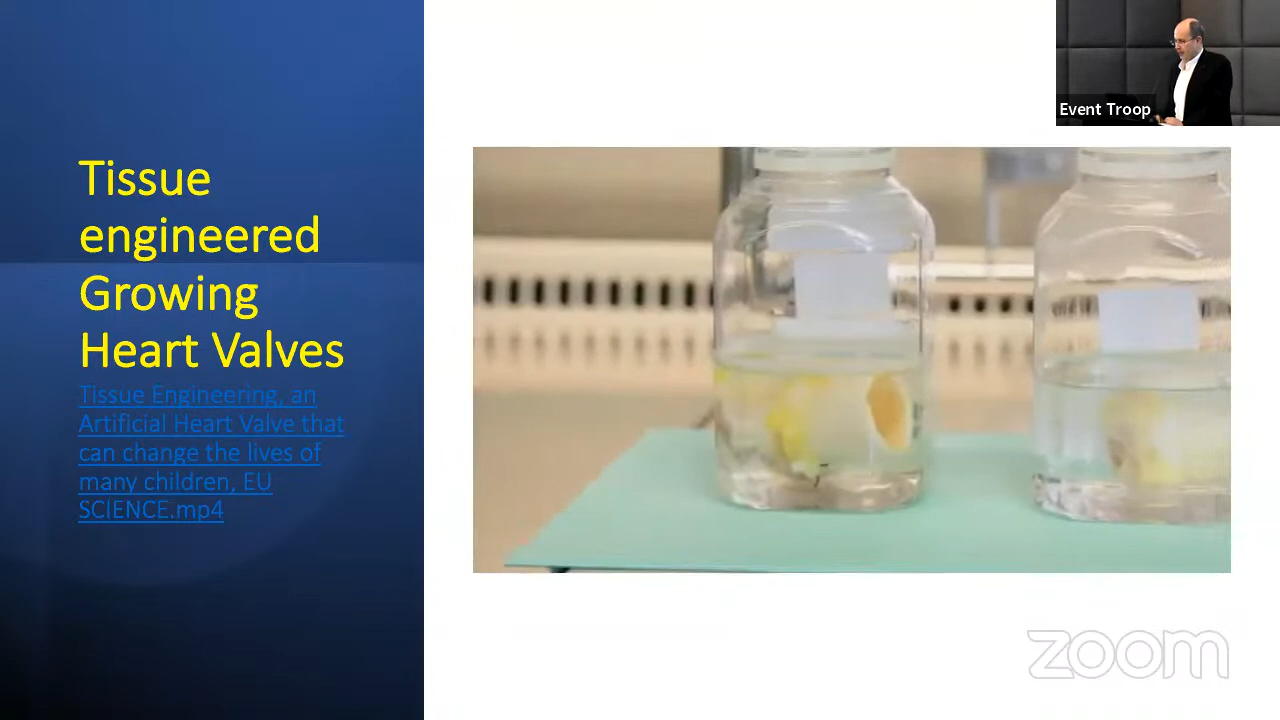 Event Troop
Tissue
engineered
Growing
Heart Valves
Tissue Engineering, an
Artificial Heart Valve that
can change the lives of
many children, EU
SCIENCE.mp4
zoom